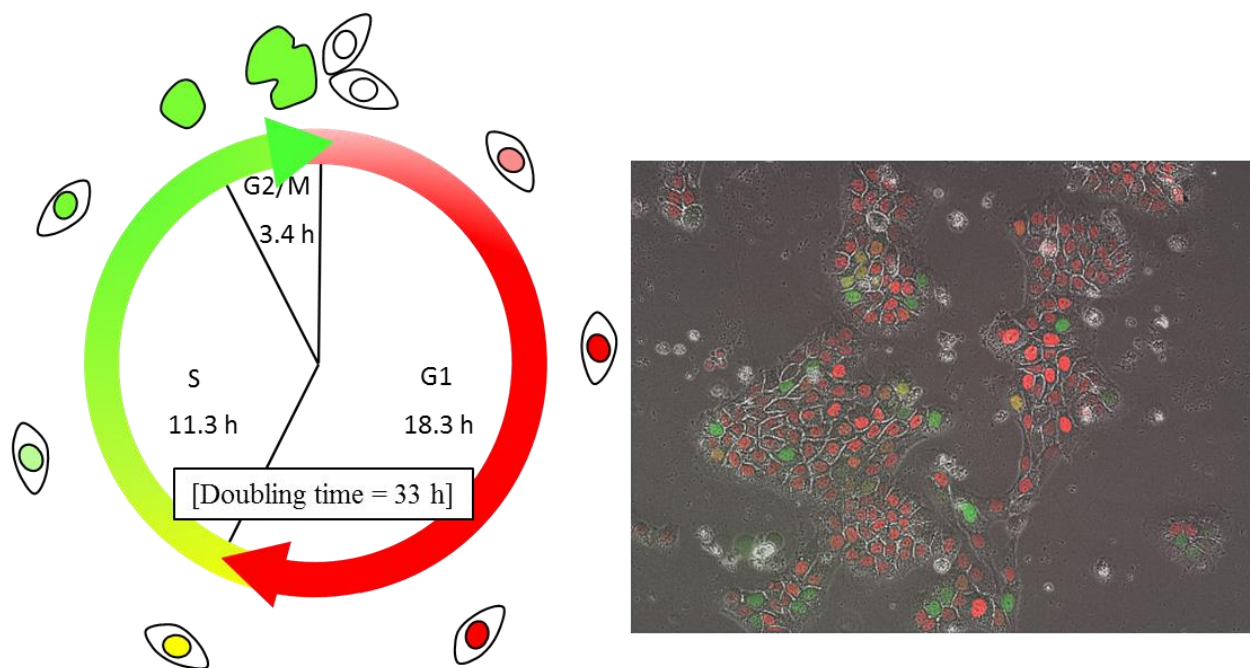 G2/ M
3.4 h
S
11.3 h
G1
18.3 h
[Doubling time = 33 h]